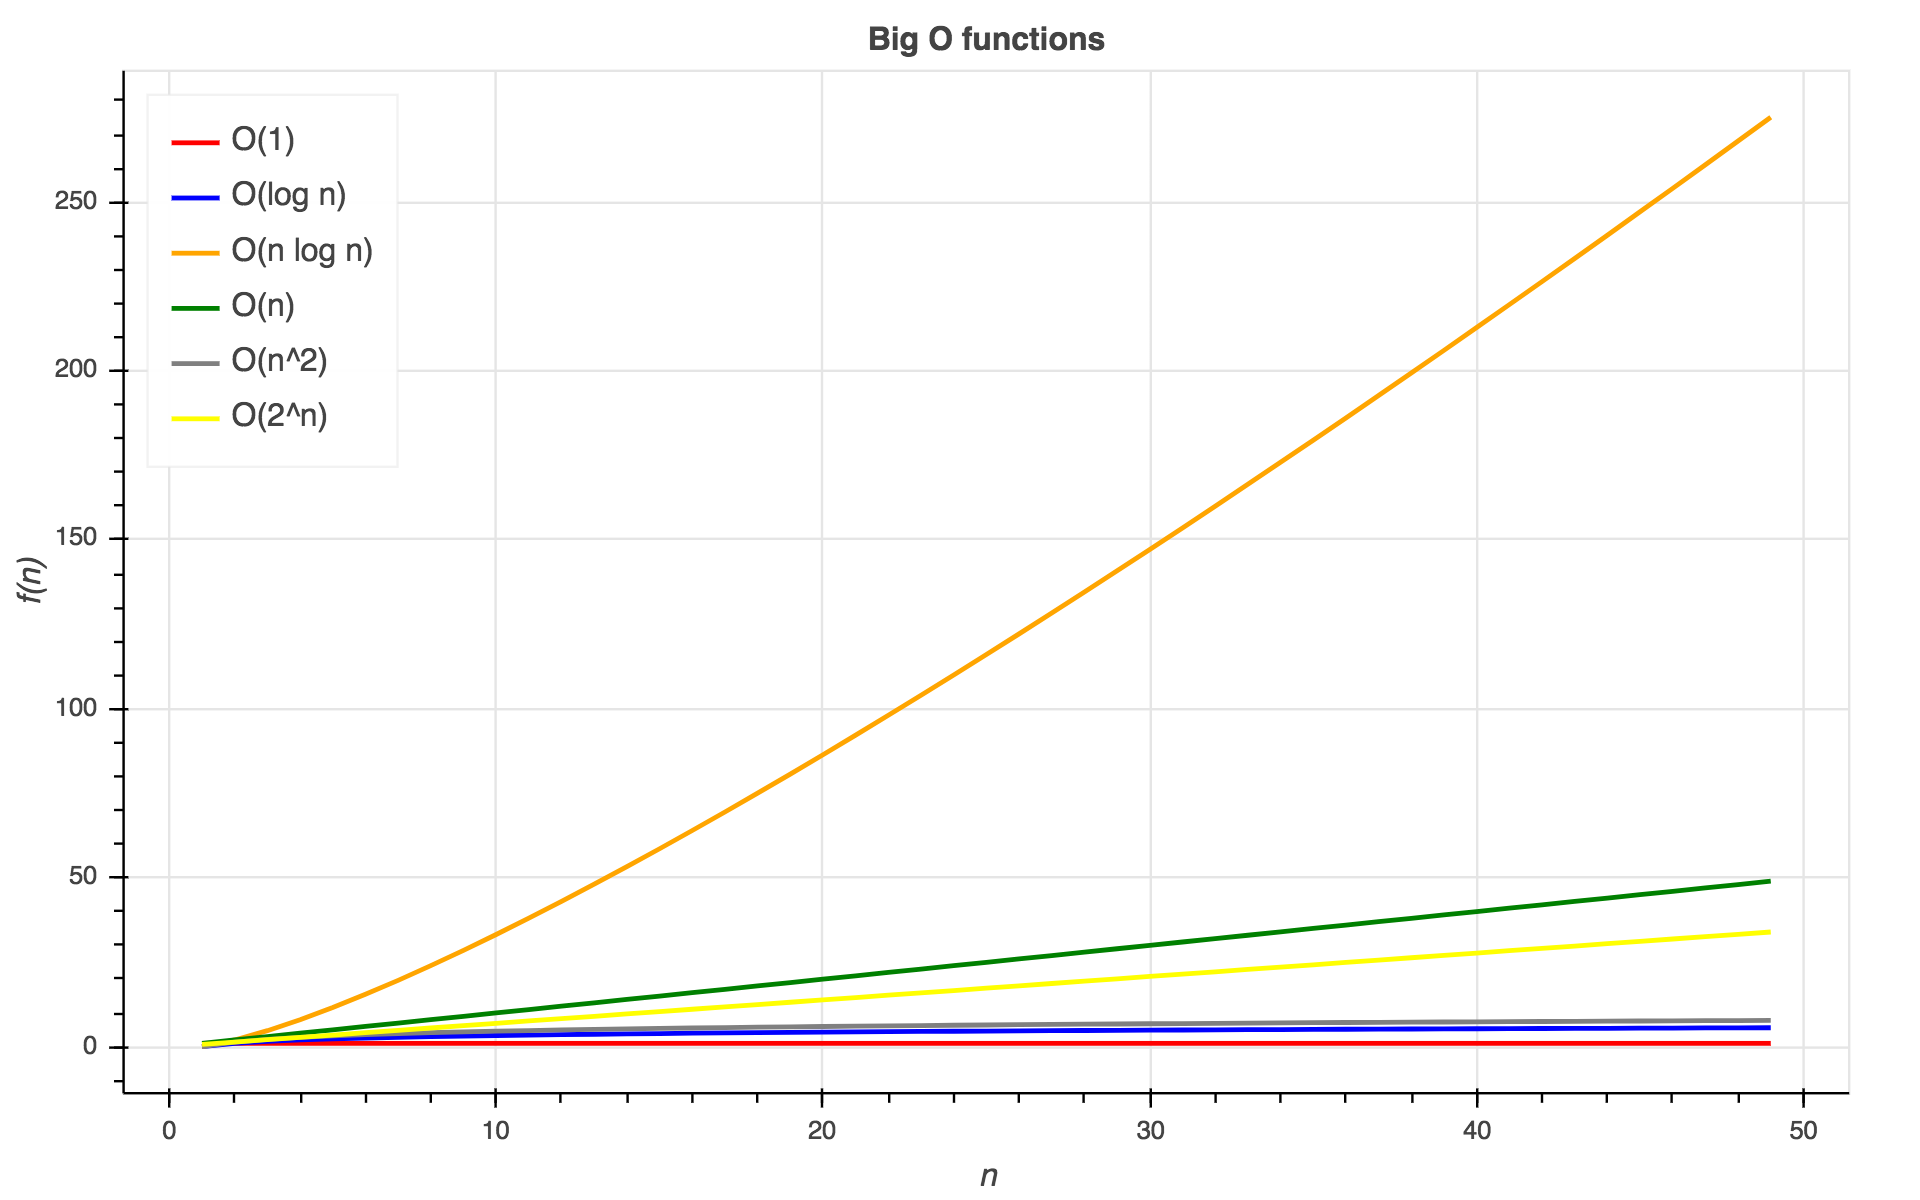 Big O functions
O(1)
O(log n)
O(n log n)
O(n)
O(n^2)
O(2^n)
250
200
150
100
50
0
f(n)
0 10 20 30 40 50
n